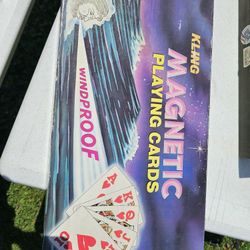 KLING
MAGNETIC
PLAYING CARDS
WINDPROOF
A
K
Q